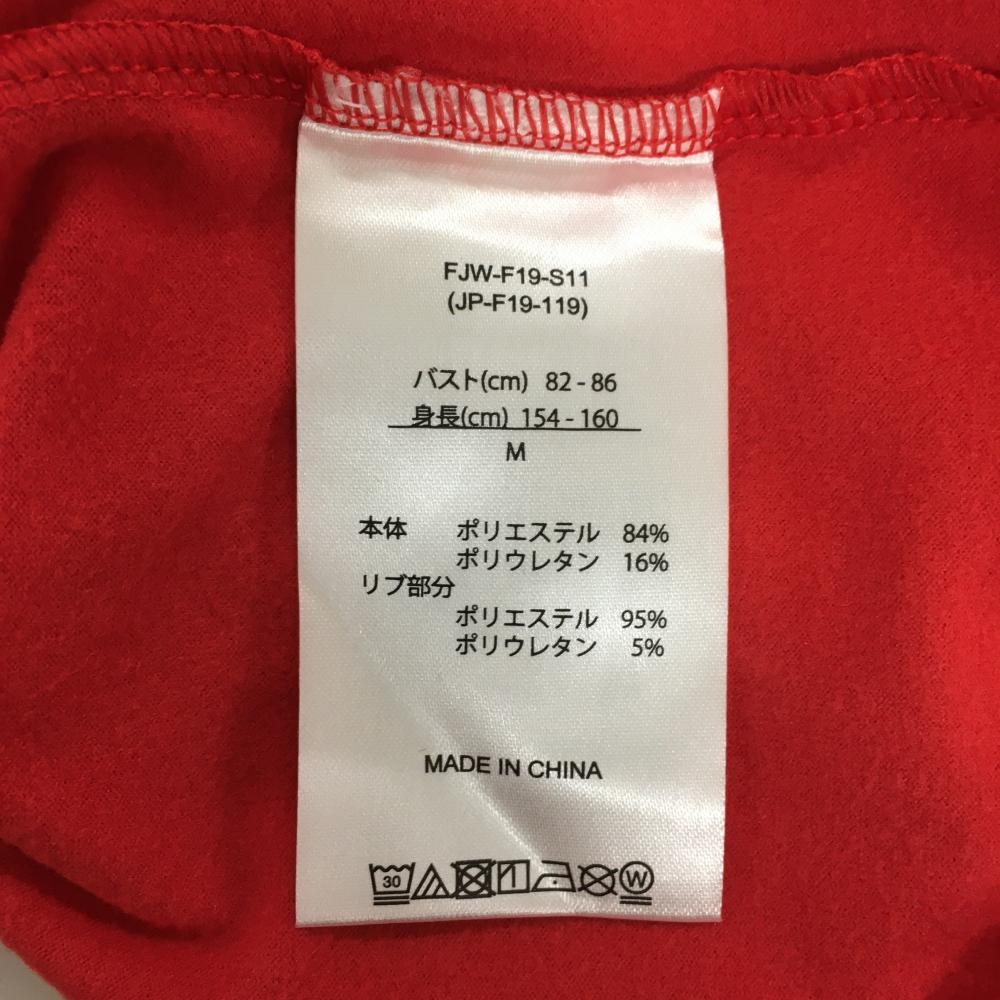 FJW-F19-S11
(JP-F19-119)
バスト(cm) 82 - 86
身長(cm) 154 - 160
M
本体 ポリエステル 84%
ポリウレタン 16%
リブ部分
ポリエステル 95%
ポリウレタン 5%
MADE IN CHINA
30 W